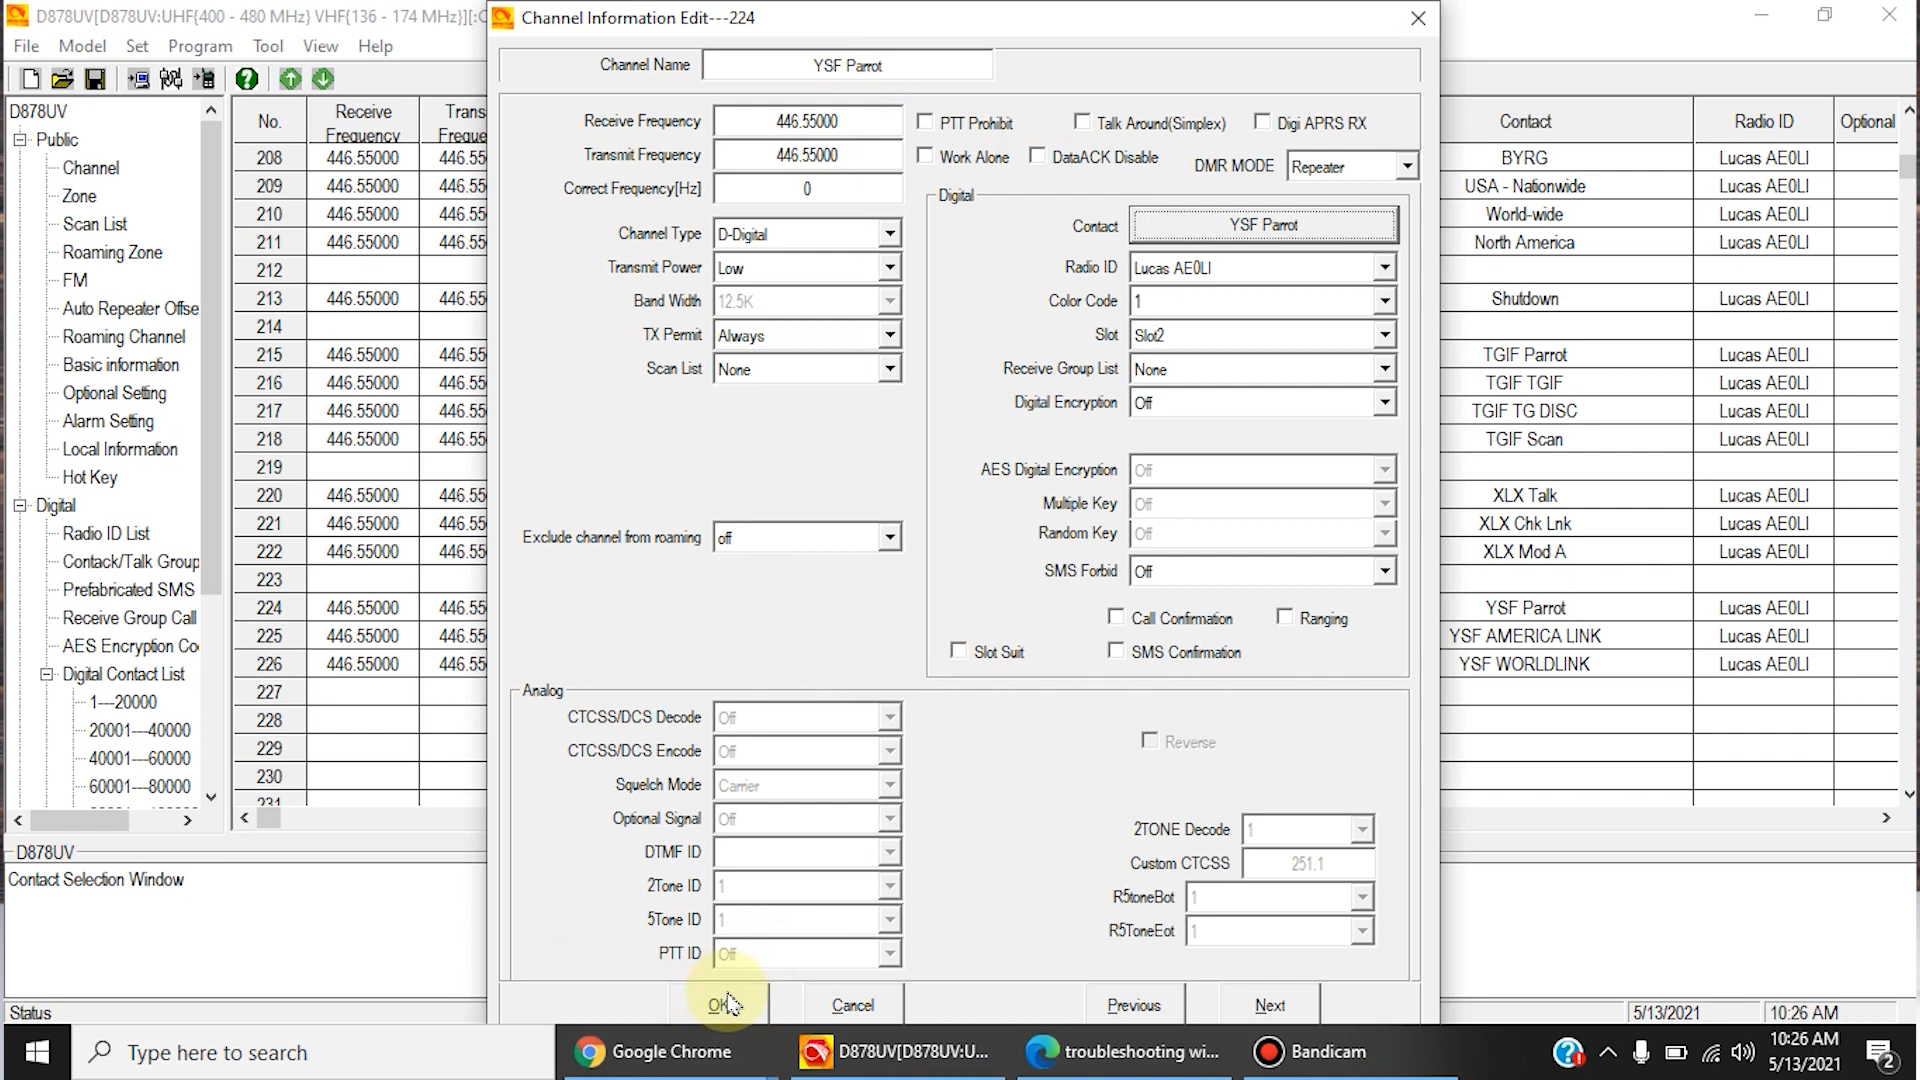 D878UV[D878UV:UHF{400 - 480 MHz} VHF{136 - 174 MHz}][:C
File Model Set Program Tool View Help
Channel Information Edit---224
Channel Name YSF Parrot
D878UV
Public
Channel
Zone
Scan List
Roaming Zone
FM
Auto Repeater Offse
Roaming Channel
Basic information
Optional Setting
Alarm Setting
Local Information
Hot Key
Digital
Radio ID List
Contack/Talk Group
Prefabricated SMS
Receive Group Call
AES Encryption Co
Digital Contact List
1---20000
20001---40000
40001---60000
60001---80000
No. Receive Frequency Trans Freque
208 446.55000 446.55
209 446.55000 446.55
210 446.55000 446.55
211 446.55000 446.55
212
213 446.55000 446.55
214
215 446.55000 446.55
216 446.55000 446.55
217 446.55000 446.55
218 446.55000 446.55
219
220 446.55000 446.55
221 446.55000 446.55
222 446.55000 446.55
223
224 446.55000 446.55
225 446.55000 446.55
226 446.55000 446.55
227
228
229
230
231
Receive Frequency 446.55000
Transmit Frequency 446.55000
Correct Frequency[Hz] 0
Channel Type D-Digital
Transmit Power Low
Band Width 12.5K
TX Permit Always
Scan List None
Exclude channel from roaming off
PTT Prohibit Talk Around(Simplex) Digi APRS RX
Work Alone DataACK Disable DMR MODE Repeater
Digital
Contact YSF Parrot
Radio ID Lucas AE0LI
Color Code 1
Slot Slot2
Receive Group List None
Digital Encryption Off
AES Digital Encryption Off
Multiple Key Off
Random Key Off
SMS Forbid Off
Call Confirmation Ranging
Slot Suit SMS Confirmation
Analog
CTCSS/DCS Decode Off
CTCSS/DCS Encode Off
Squelch Mode Carrier
Optional Signal Off
DTMF ID
2Tone ID 1
5Tone ID 1
PTT ID Off
Reverse
2TONE Decode 1
Custom CTCSS 251.1
R5toneBot 1
R5ToneEot 1
OK Cancel Previous Next
Contact Radio ID Optional
BYRG Lucas AE0LI
USA - Nationwide Lucas AE0LI
World-wide Lucas AE0LI
North America Lucas AE0LI
Shutdown Lucas AE0LI
TGIF Parrot Lucas AE0LI
TGIF TGIF Lucas AE0LI
TGIF TG DISC Lucas AE0LI
TGIF Scan Lucas AE0LI
XLX Talk Lucas AE0LI
XLX Chk Lnk Lucas AE0LI
XLX Mod A Lucas AE0LI
YSF Parrot Lucas AE0LI
YSF AMERICA LINK Lucas AE0LI
YSF WORLDLINK Lucas AE0LI
D878UV
Contact Selection Window
Status 5/13/2021 10:26 AM
Type here to search
Google Chrome
D878UV[D878UV:U...
troubleshooting wi...
Bandicam
10:26 AM
5/13/2021
2